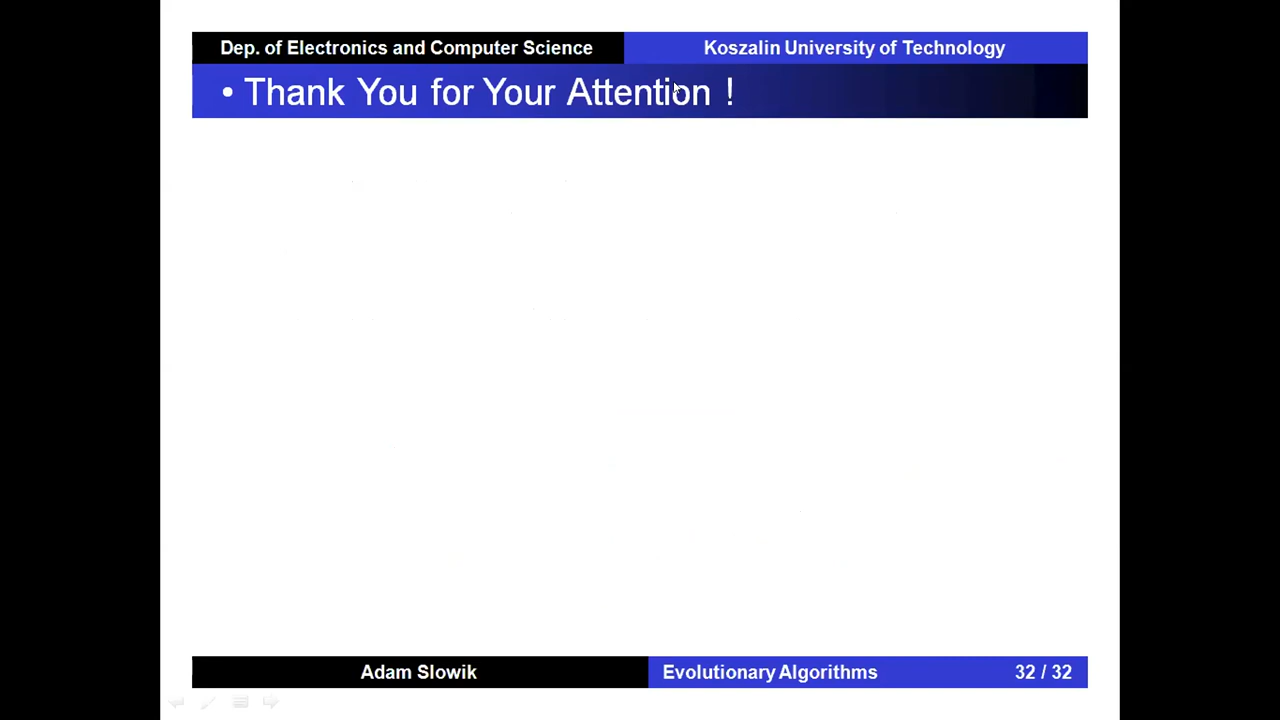 Dep. of Electronics and Computer Science Koszalin University of Technology
• Thank You for Your Attention !
Adam Slowik Evolutionary Algorithms 32 / 32